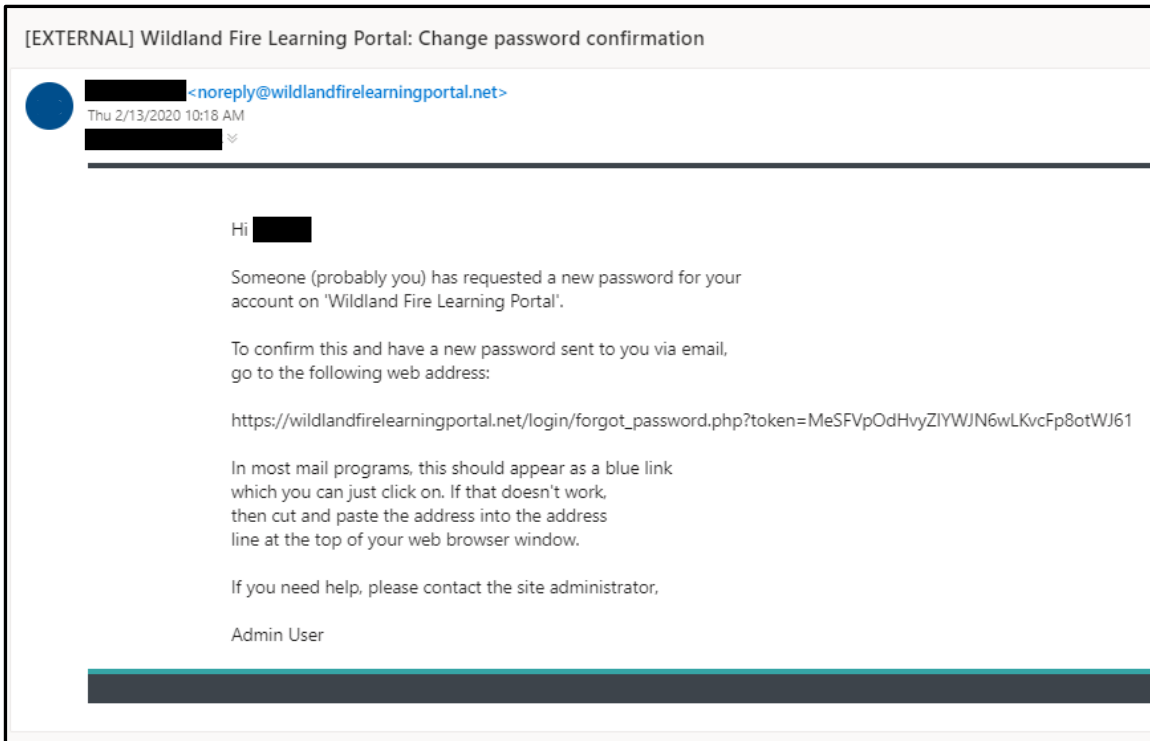 [EXTERNAL] Wildland Fire Learning Portal: Change password confirmation
<noreply@wildlandfirelearningportal.net>
Thu 2/13/2020 10:18 AM
Hi
Someone (probably you) has requested a new password for your
account on 'Wildland Fire Learning Portal'.
To confirm this and have a new password sent to you via email,
go to the following web address:
https://wildlandfirelearningportal.net/login/forgot_password.php?token=MeSFVpOdHvyZlYWJN6wLKvcFp8otWJ61
In most mail programs, this should appear as a blue link
which you can just click on. If that doesn't work,
then cut and paste the address into the address
line at the top of your web browser window.
If you need help, please contact the site administrator,
Admin User